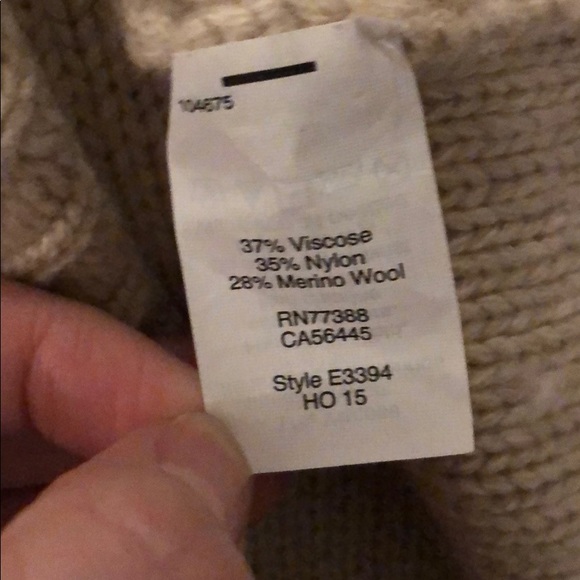 104675
37% Viscose
35% Nylon
28% Merino Wool
RN77388
CA56445
Style E3394
HO 15